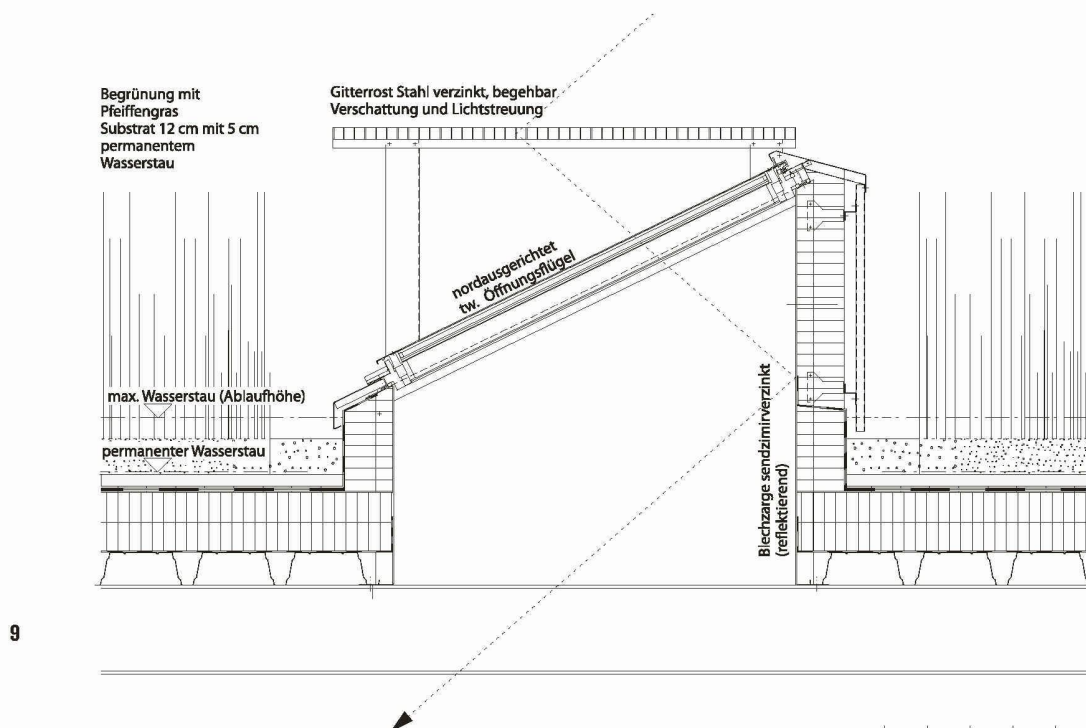 Begrünung mit
Pfeiffengras
Substrat 12 cm mit 5 cm
permanentem
Wasserstau
Gitterrost Stahl verzinkt, begehbar
Verschattung und Lichtstreuung
nordausgerichtet
tw. Öffnungsflügel
max. Wasserstau (Ablaufhöhe)
permanenter Wasserstau
Blechzarge sendzimirverzinkt
(reflektierend)
9